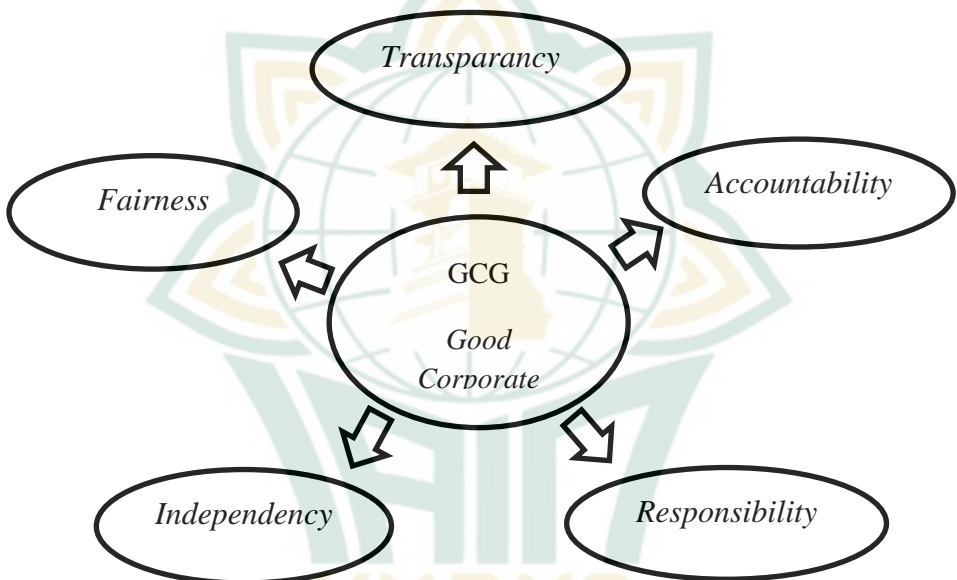 Transparancy
Fairness
Accountability
GCG
Good
Corporate
Independency
Responsibility